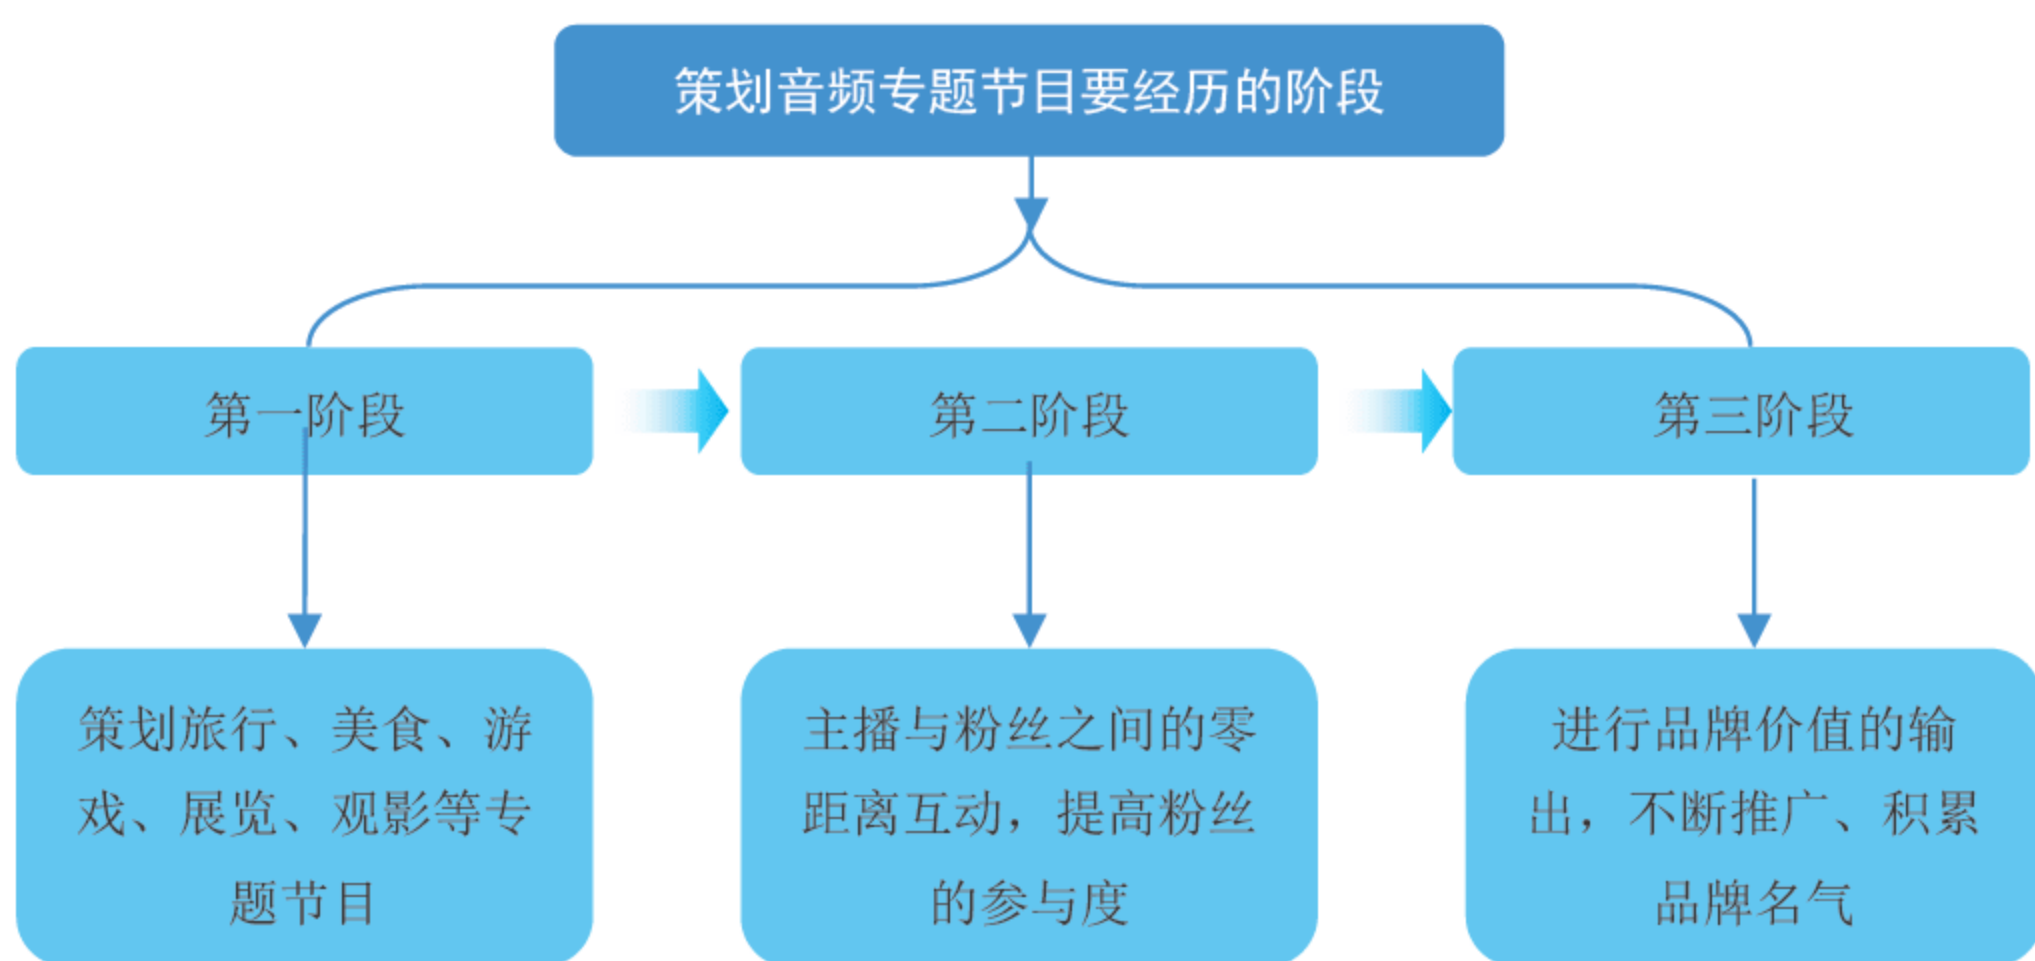 策划音频专题节目要经历的阶段
第一阶段
第二阶段
第三阶段
策划旅行、美食、游
戏、展览、观影等专
题节目
主播与粉丝之间的零
距离互动，提高粉丝
的参与度
进行品牌价值的输
出，不断推广、积累
品牌名气